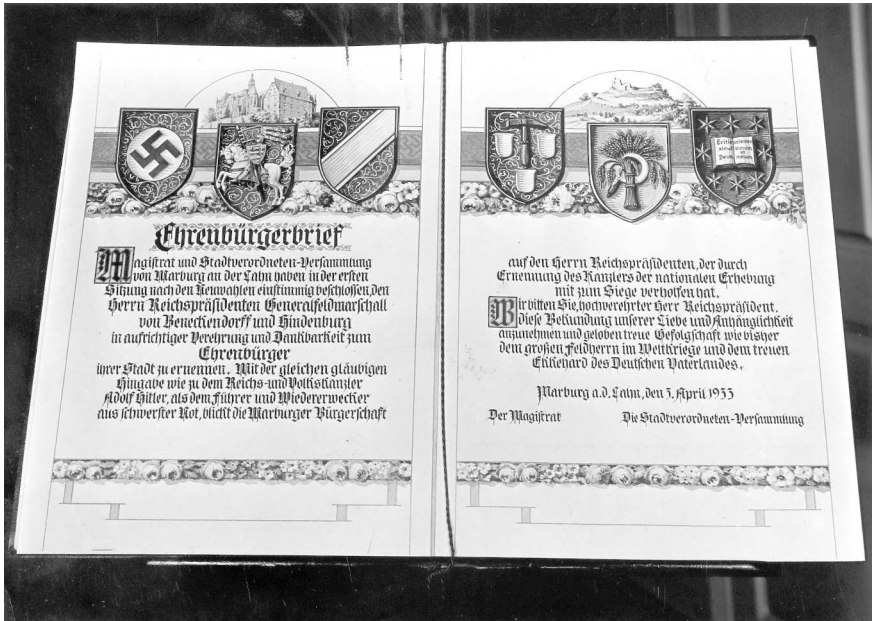 Ehrenbürgerbrief
Magistrat und Stadtverordneten-Versammlung
von Marburg an der Lahn haben in der ersten
Sitzung nach den Neuwahlen einstimmig beschlossen, den
Herrn Reichspräsidenten Generalfeldmarschall
von Beneckendorff und Hindenburg
in aufrichtiger Verehrung und Dankbarkeit zum
Ehrenbürger
ihrer Stadt zu ernennen. Mit der gleichen gläubigen
Hingabe wie zu dem Reichs- und Volkskanzler
Adolf Hitler, als dem Führer und Wiedererwecker
aus schwerster Not, blickt die Marburger Bürgerschaft
auf den Herrn Reichspräsidenten, der durch
Ernennung des Kanzlers der nationalen Erhebung
mit zum Siege verholfen hat.
Wir bitten Sie, hochverehrter Herr Reichspräsident,
diese Bekundung unserer Liebe und Anhänglichkeit
anzunehmen und geloben treue Gefolgschaft wie bisher
dem großen Feldherrn im Weltkriege und dem treuen
Ekkehard des Deutschen Vaterlandes.
Marburg a.d. Lahn, den 3. April 1933
Der Magistrat Die Stadtverordneten-Versammlung